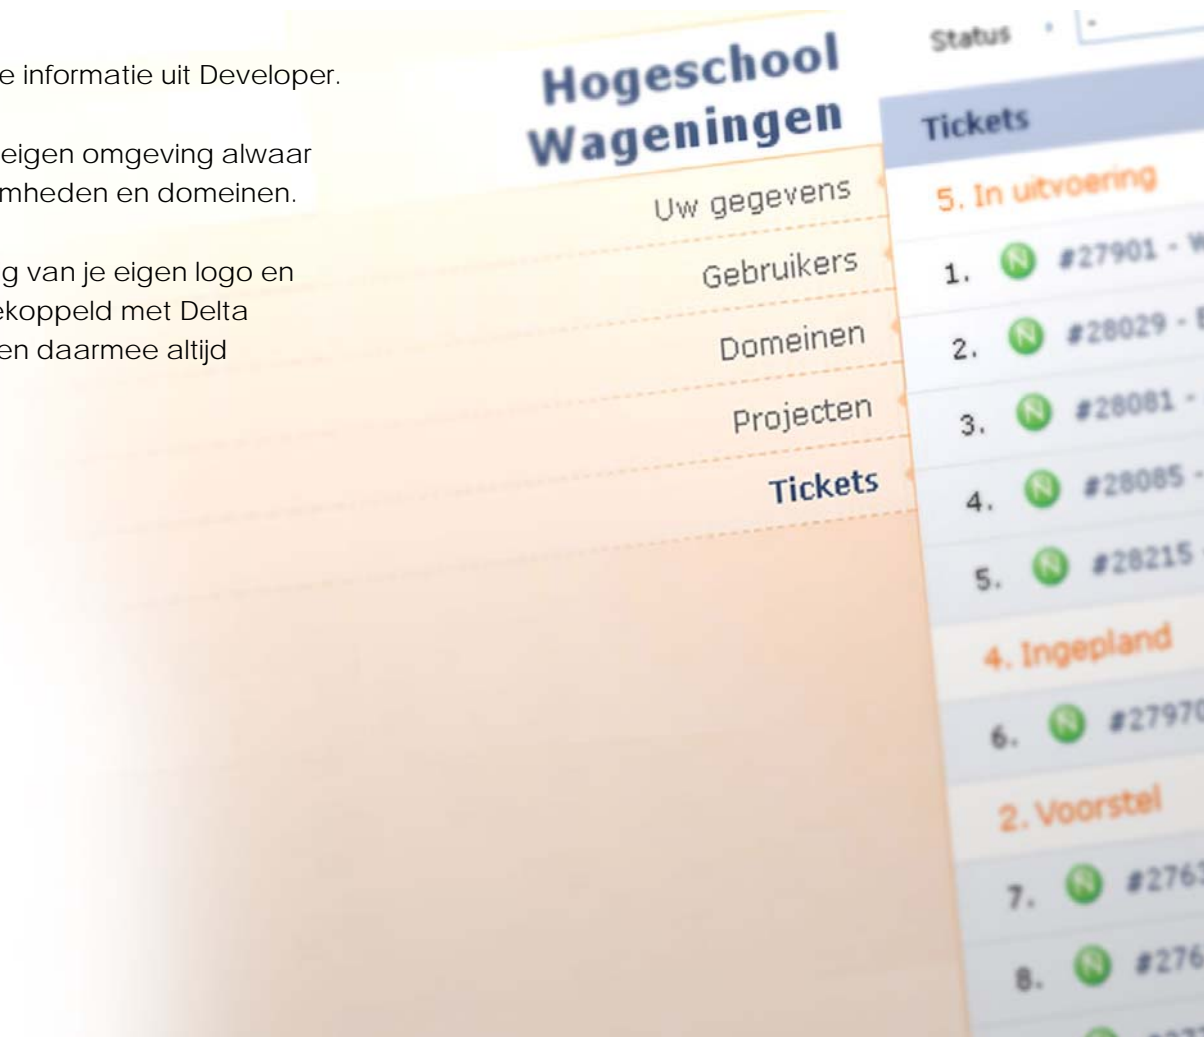 e informatie uit Developer.
eigen omgeving alwaar
mheden en domeinen.
g van je eigen logo en
ekoppeld met Delta
en daarmee altijd
Hogeschool
Wageningen
Uw gegevens
Gebruikers
Domeinen
Projecten
Tickets
Status -
Tickets
5. In uitvoering
1. N #27901 - W
2. N #28029 -
3. N #28081 -
4. N #28085 -
5. N #28215
4. Ingepland
6. N #27970
2. Voorstel
7. N #2763
8. N #276